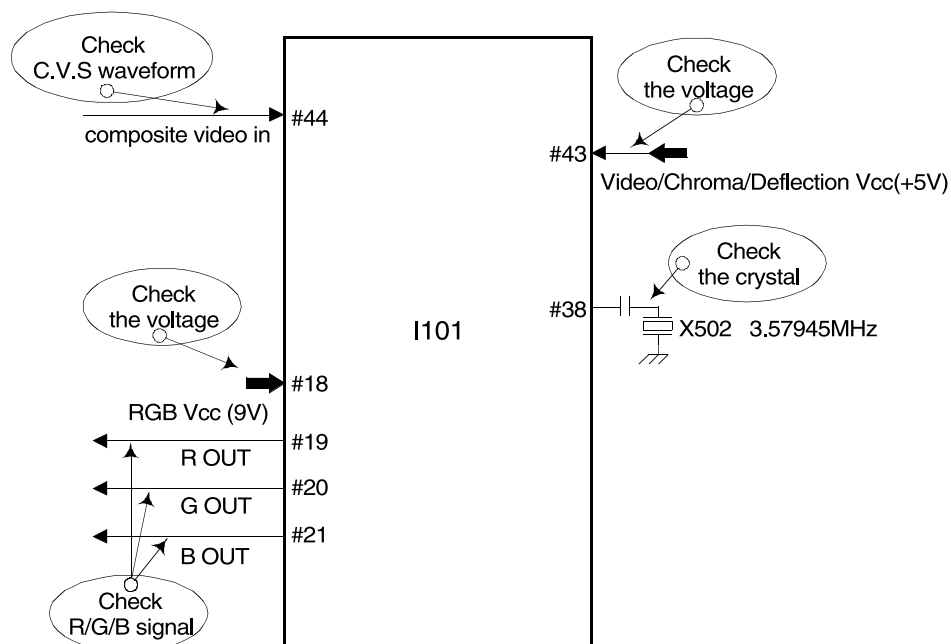 Check
C.V.S waveform
#44
composite video in
Check
the voltage
#43
Video/Chroma/Deflection Vcc(+5V)
Check
the crystal
#38
X502 3.57945MHz
Check
the voltage
I101
#18
RGB Vcc (9V)
#19
R OUT
#20
G OUT
#21
B OUT
Check
R/G/B signal